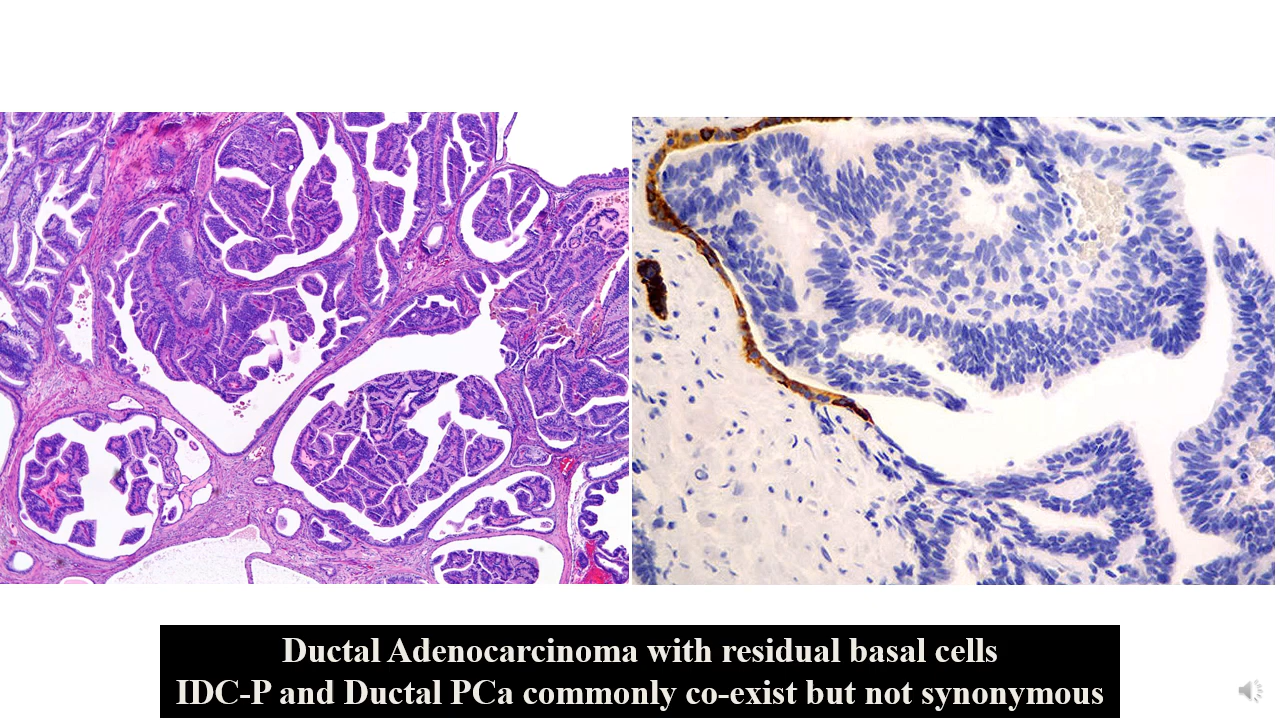 Ductal Adenocarcinoma with residual basal cells
IDC-P and Ductal PCa commonly co-exist but not synonymous